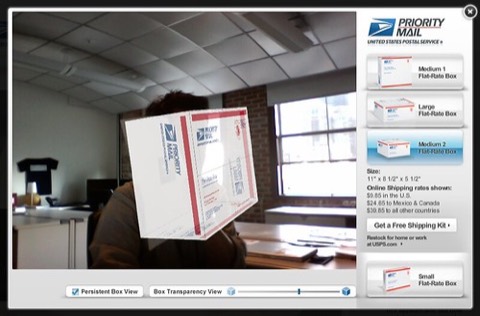 PRIORITY
MAIL
UNITED STATES POSTAL SERVICE
Medium 1
Flat-Rate Box
Large
Flat-Rate Box
Medium 2
Flat-Rate Box
Size:
11" x 8 1/2" x 5 1/2"
Online Shipping rates shown:
$9.85 in the U.S.
$24.65 to Mexico & Canada
$38.85 to all other countries
Get a Free Shipping Kit
Restock for home or work
at USPS.com
Small
Flat-Rate Box
PRIORITY
MAIL
Persistent Box View
Box Transparency View